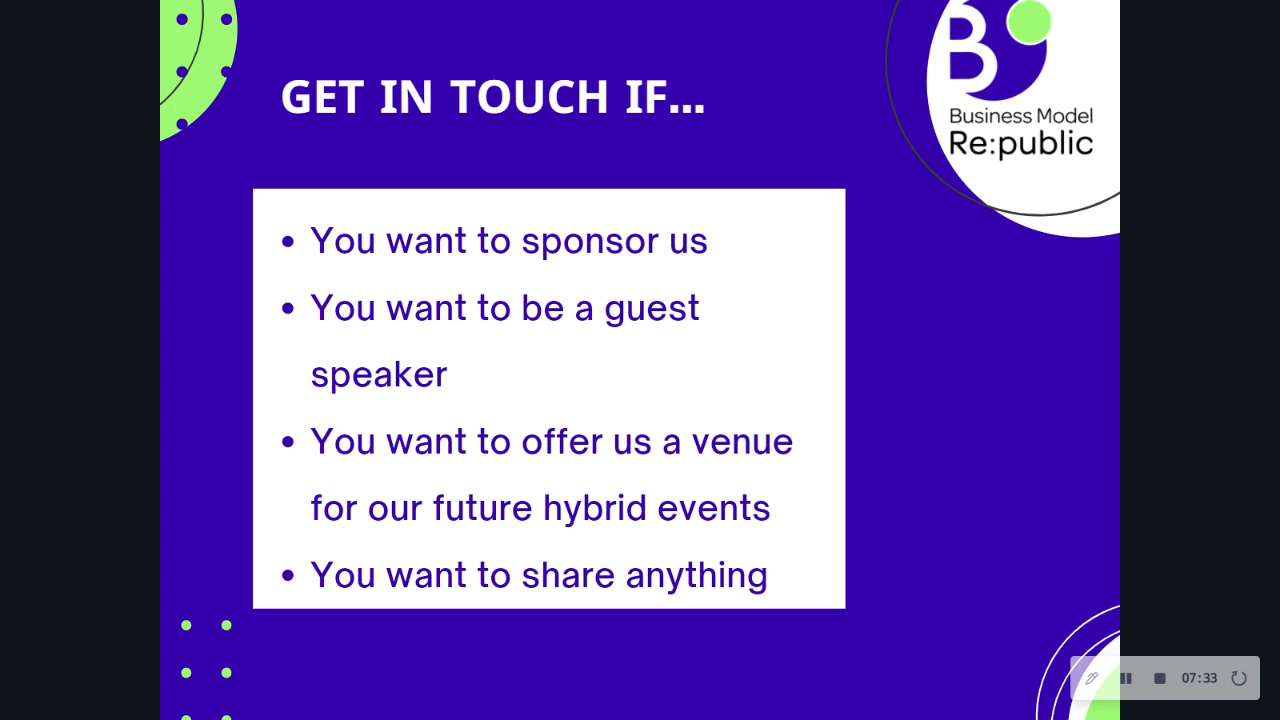 GET IN TOUCH IF...
Business Model
Re:public
• You want to sponsor us
• You want to be a guest
speaker
• You want to offer us a venue
for our future hybrid events
• You want to share anything
07:33